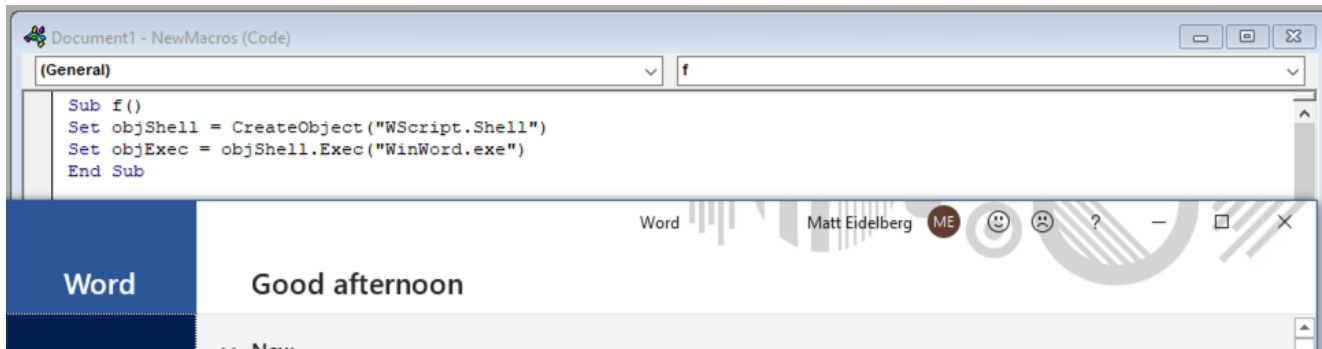 Document1 - NewMacros (Code)
(General)
f
Sub f()
Set objShell = CreateObject("WScript.Shell")
Set objExec = objShell.Exec("WinWord.exe")
End Sub
Word
Matt Eidelberg
ME
?
Word
Good afternoon
New